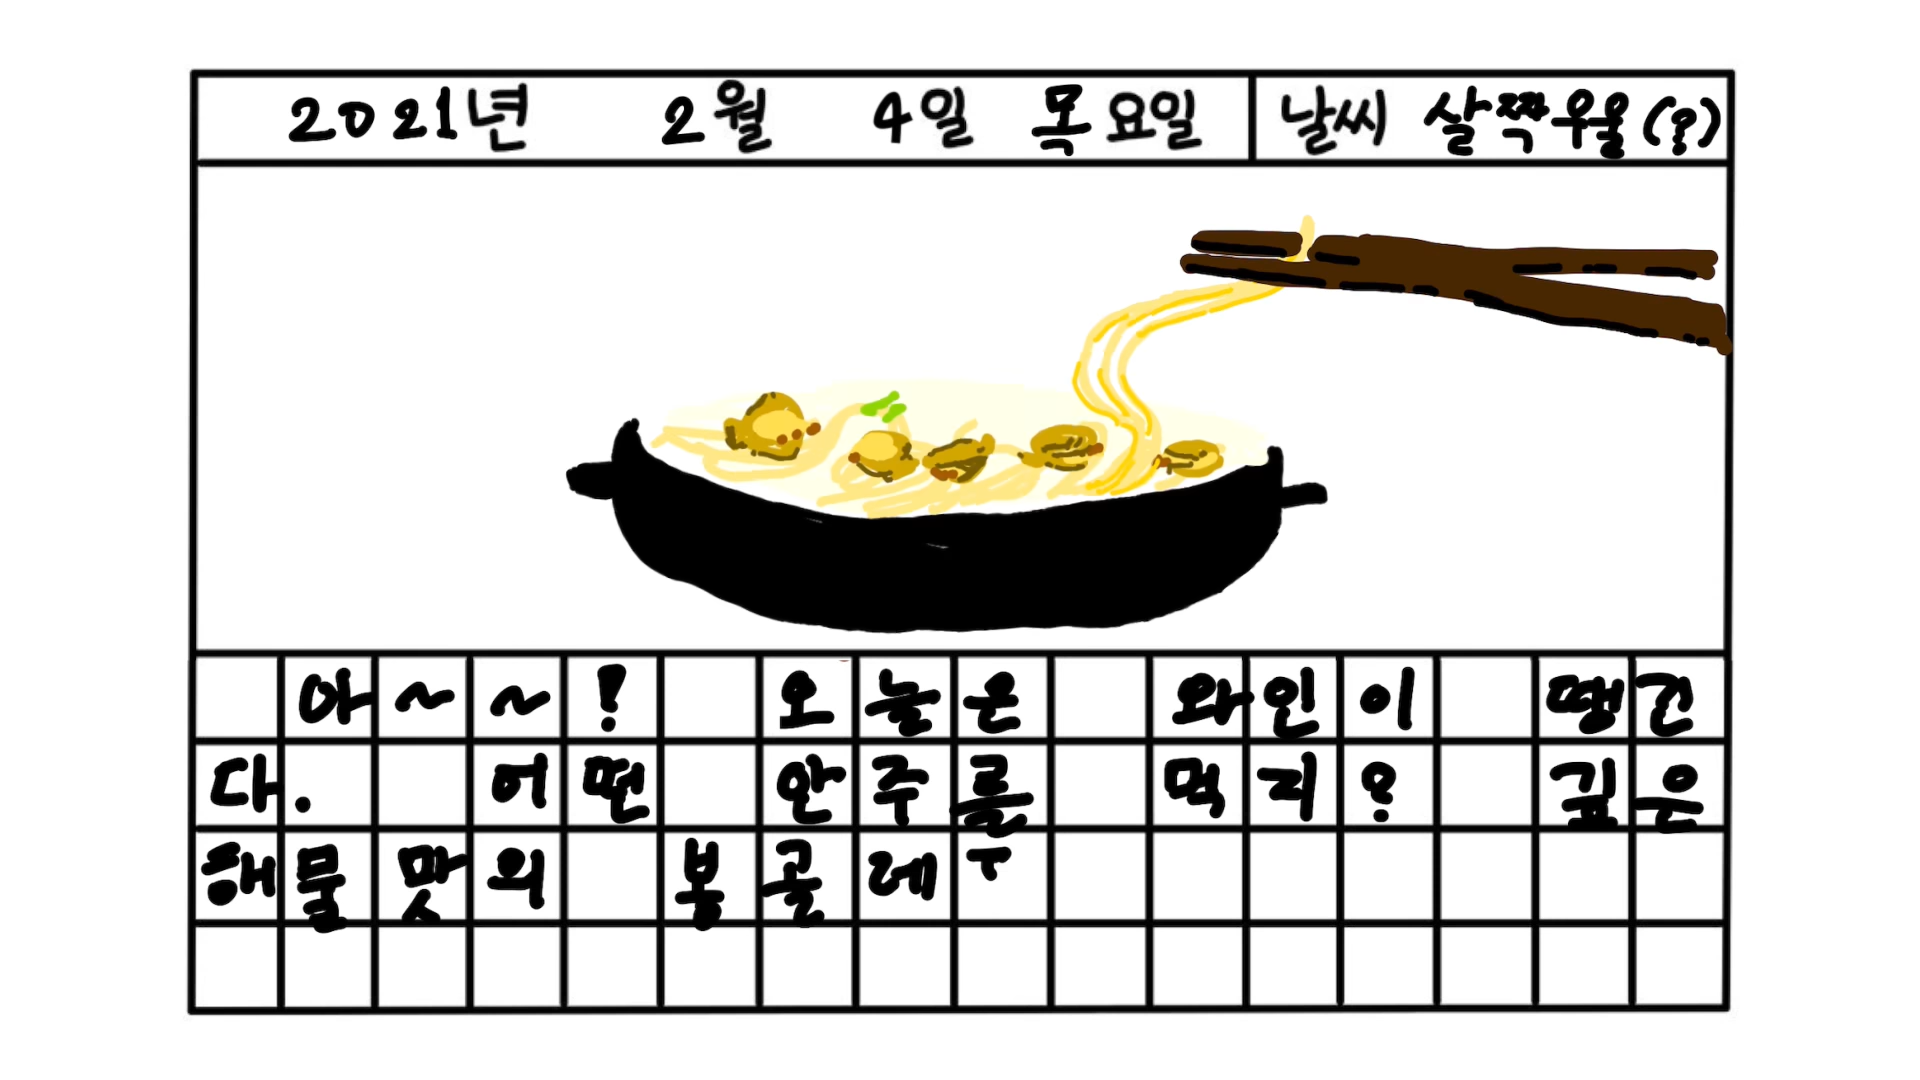 2021년 2월 4일 목요일 날씨 살짝우울(?)
아~~! 오늘은 와인이 땡긴
다. 어떤 안주를 먹지? 깊은
해물맛의 봉골레